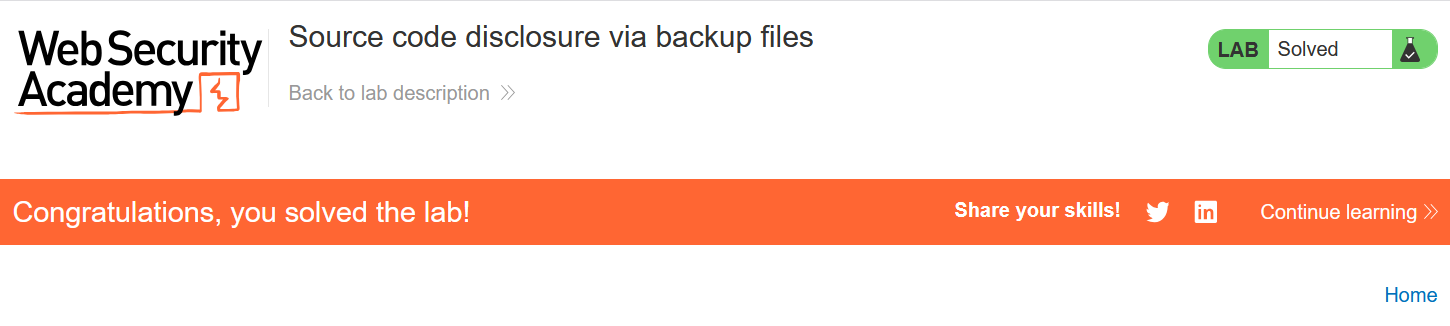 Web Security
Academy
Source code disclosure via backup files
Back to lab description
LAB Solved
Congratulations, you solved the lab!
Share your skills!
Continue learning
Home